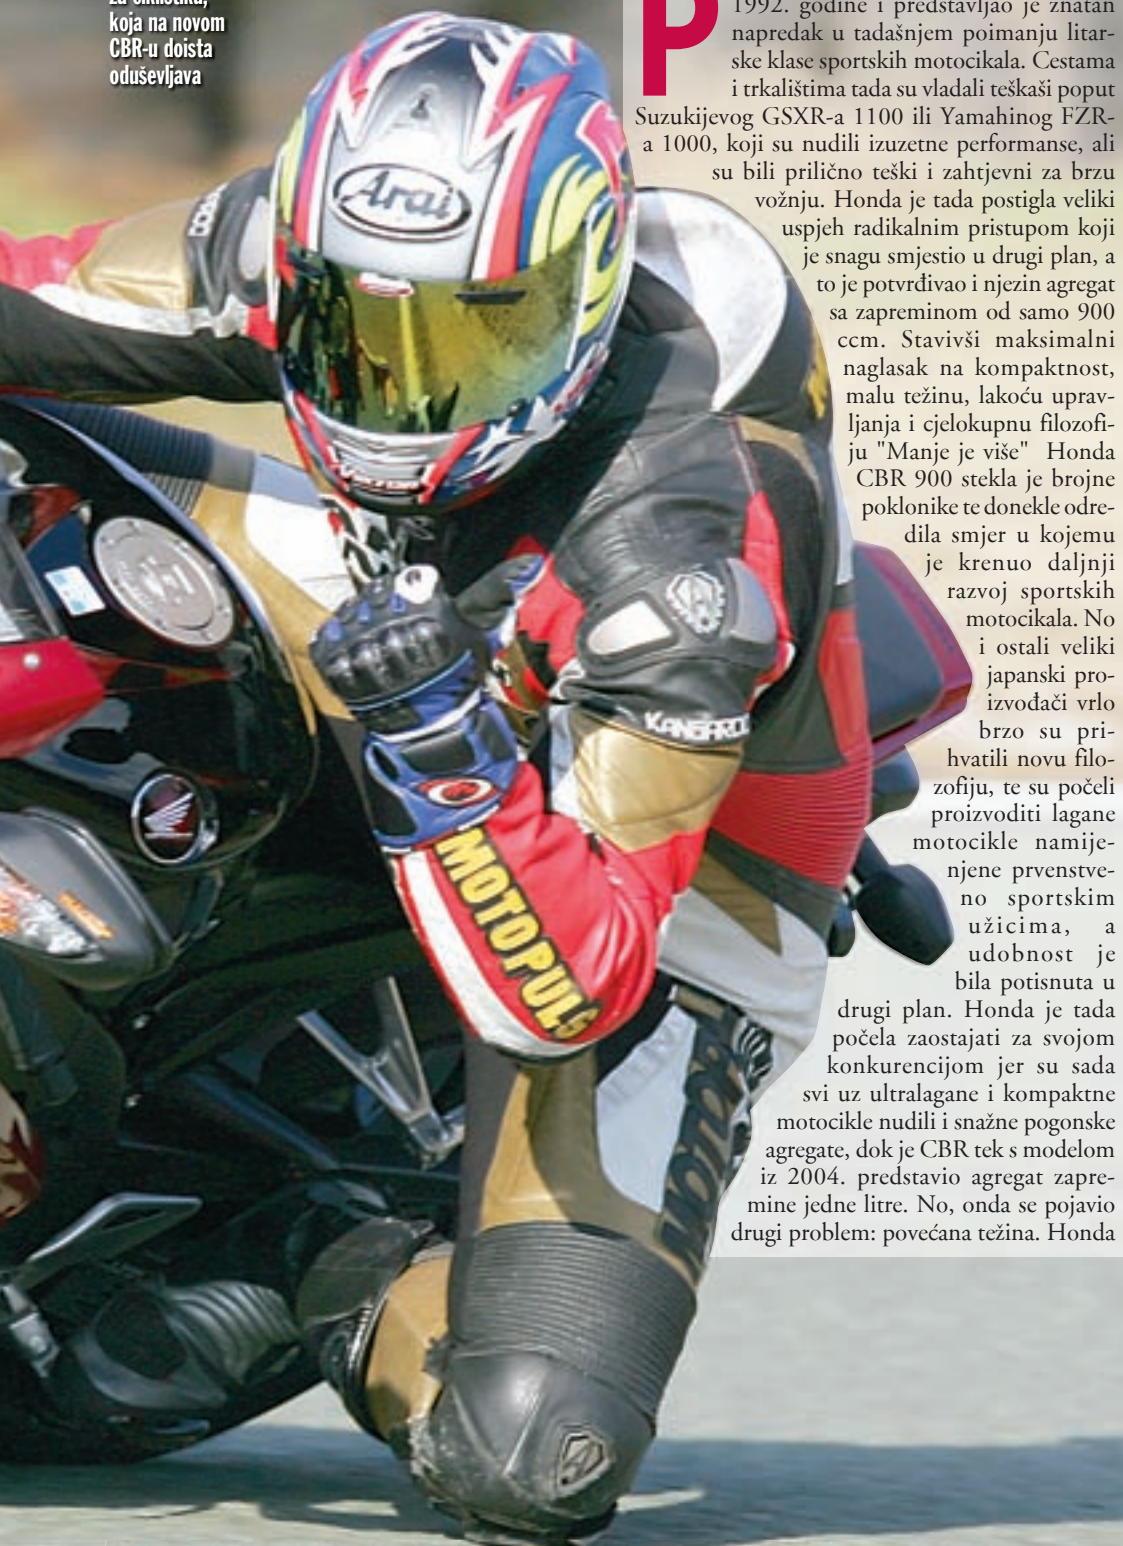 koja na novom
CBR-u doista
oduševljava
P
1992. godine i predstavljao je znatan
napredak u tadašnjem poimanju litar-
ske klase sportskih motocikala. Cestama
i trkalištima tada su vladali teškaši poput
Suzukijevog GSXR-a 1100 ili Yamahinog FZR-
a 1000, koji su nudili izuzetne performanse, ali
su bili prilično teški i zahtjevni za brzu
vožnju. Honda je tada postigla veliki
uspjeh radikalnim pristupom koji
je snagu smjestio u drugi plan, a
to je potvrđivao i njezin agregat
sa zapreminom od samo 900
ccm. Stavivši maksimalni
naglasak na kompaktnost,
malu težinu, lakoću uprav-
ljanja i cjelokupnu filozofi-
ju "Manje je više" Honda
CBR 900 stekla je brojne
poklonike te donekle odre-
dila smjer u kojemu
je krenuo daljnji
razvoj sportskih
motocikala. No
i ostali veliki
japanski pro-
izvođači vrlo
brzo su pri-
hvatili novu filo-
zofiju, te su počeli
proizvoditi lagane
motocikle namije-
njene prvenstve-
no sportskim
užicima, a
udobnost je
bila potisnuta u
drugi plan. Honda je tada
počela zaostajati za svojom
konkurencijom jer su sada
svi uz ultralagane i kompaktne
motocikle nudili i snažne pogonske
agregate, dok je CBR tek s modelom
iz 2004. predstavio agregat zapre-
mine jedne litre. No, onda se pojavio
drugi problem: povećana težina. Honda
Arai
KANGAROO
MOTOPULS